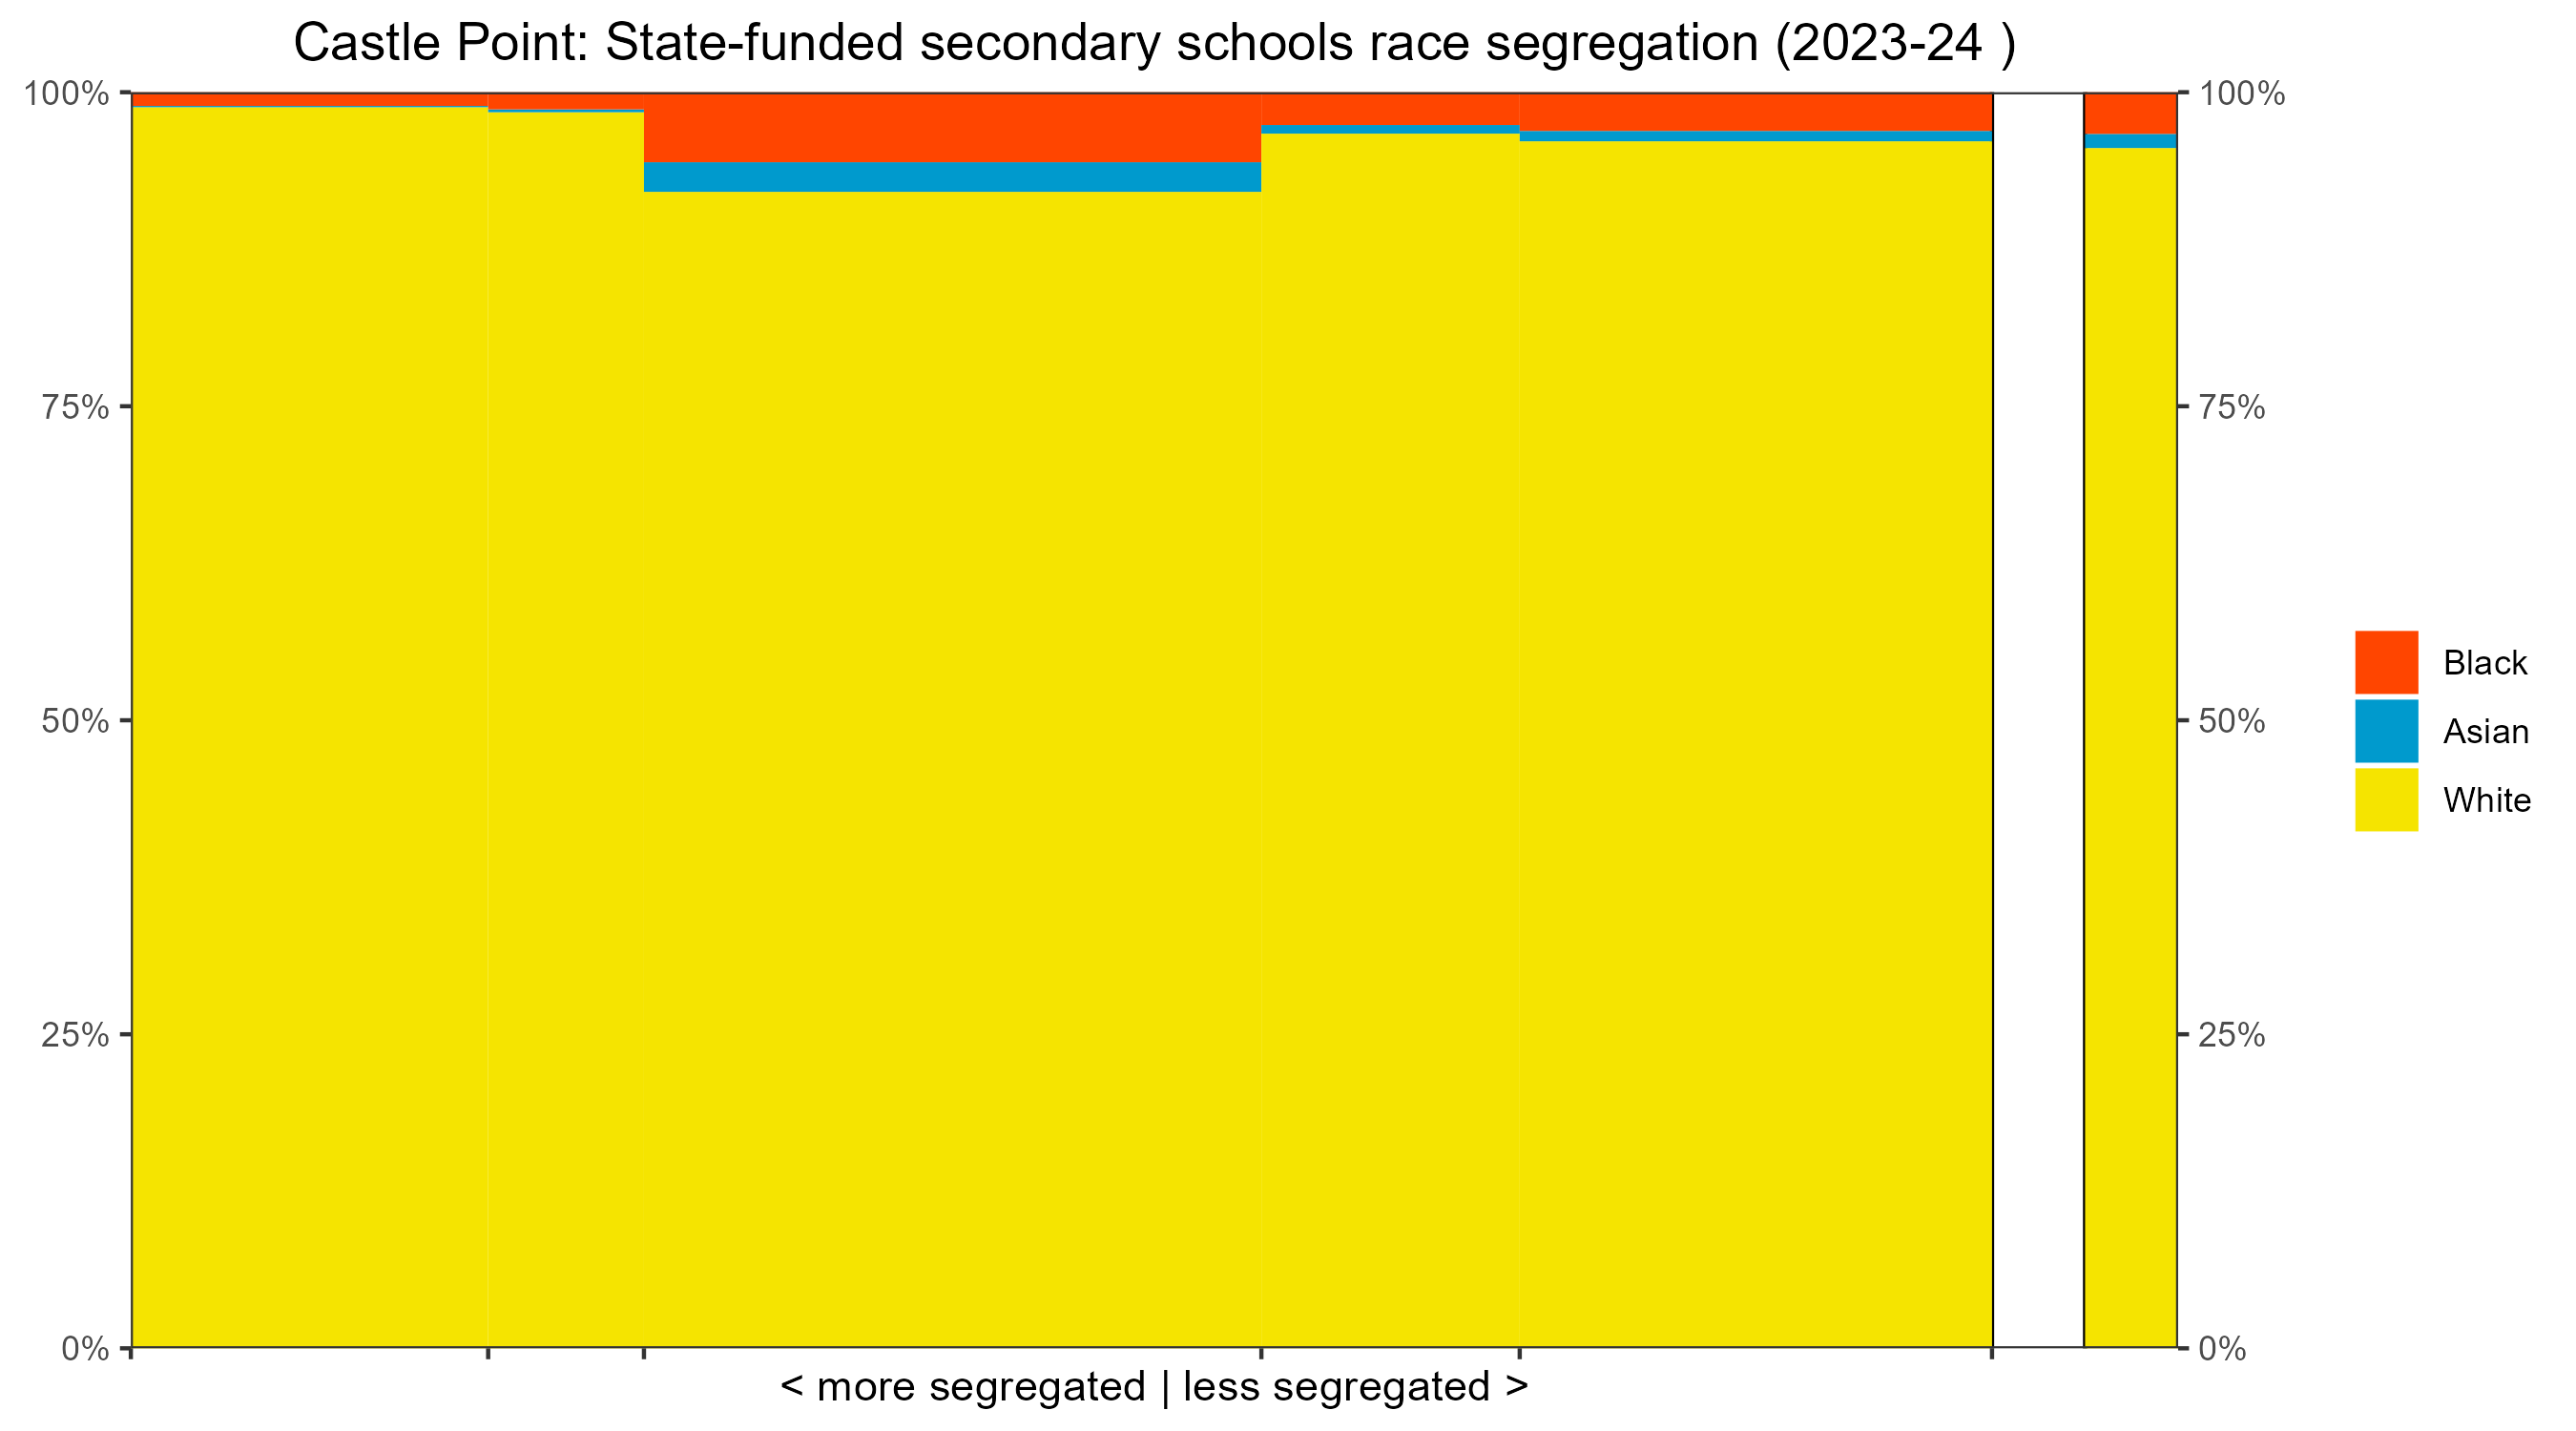 Castle Point: State-funded secondary schools race segregation (2023-24 )
100%
75%
50%
25%
0%
100%
75%
50%
25%
0%
Black
Asian
White
< more segregated | less segregated >